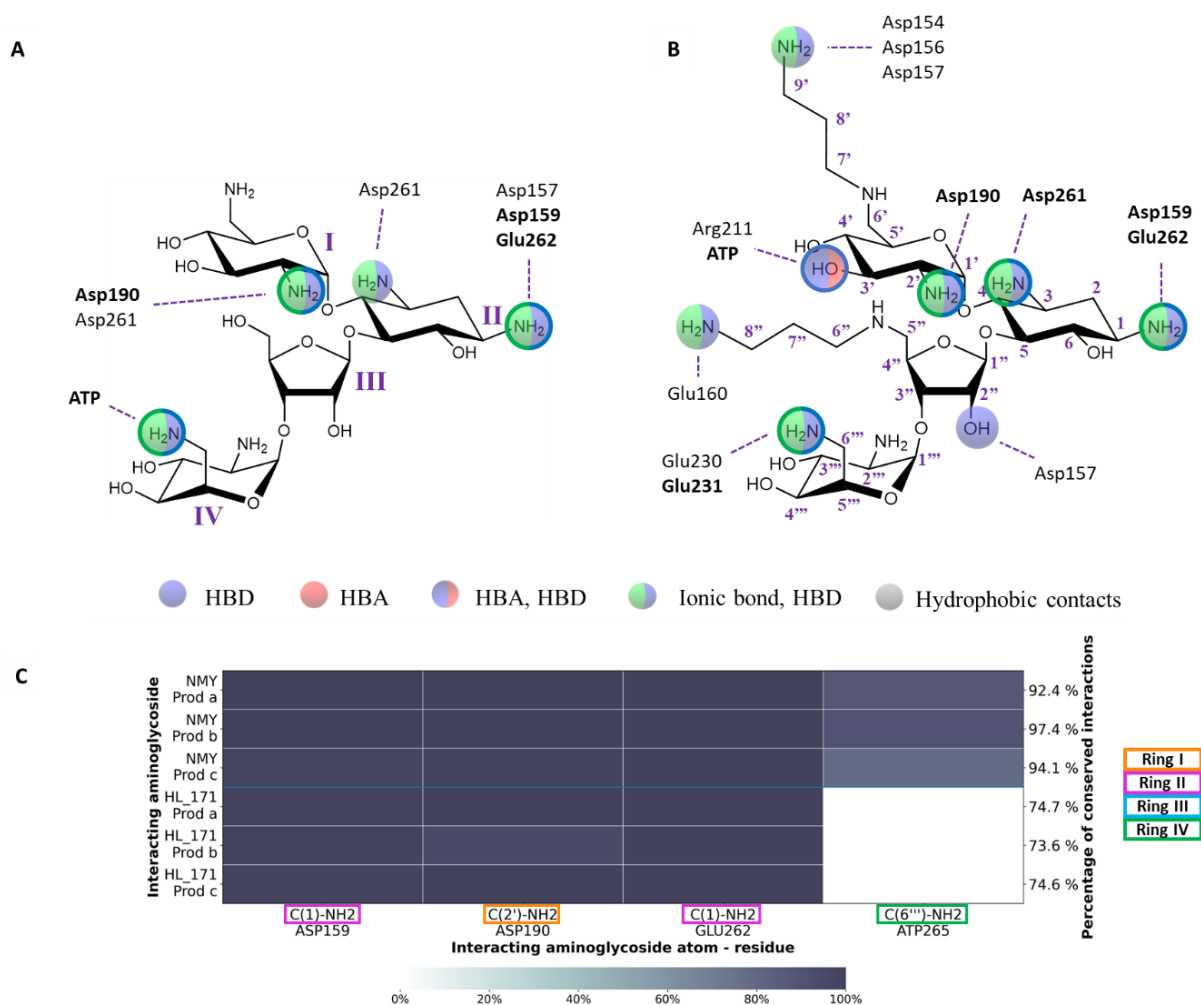 A
NH2
Asp261
Asp157
Asp159
Glu262
I
HO
HO
NH2
H2N
O
O
Asp190
Asp261
HO
O
O
II
NH2
OH
III
ATP
H2N
O
OH
NH2
HO
HO
O
IV
B
NH2
Asp154
Asp156
Asp157
9’
8’
7’
NH
Asp190
Asp261
Asp159
Glu262
6’
4’
5’
O
Arg211
ATP
HO
HO
1’
3’
2’
NH2
H2N
O
4
3
2
1
NH2
H2N
8’’
7’’
6’’
H
N
5’’
O
O
5
6
OH
4’’
1’’
Glu160
3’’
2’’
O
OH
Asp157
H2N
6’’’
NH2
1’’’
Glu230
Glu231
HO
3’’’
2’’’
HO
O
4’’’
5’’’
HBD
HBA
HBA, HBD
Ionic bond, HBD
Hydrophobic contacts
C
Interacting aminoglycoside
NMY
Prod a
92.4 %
NMY
Prod b
97.4 %
NMY
Prod c
94.1 %
HL_171
Prod a
74.7 %
HL_171
Prod b
73.6 %
HL_171
Prod c
74.6 %
Percentage of conserved interactions
Ring I
Ring II
Ring III
Ring IV
C(1)-NH2
ASP159
C(2')-NH2
ASP190
C(1)-NH2
GLU262
C(6''')-NH2
ATP265
Interacting aminoglycoside atom - residue
0%
20%
40%
60%
80%
100%